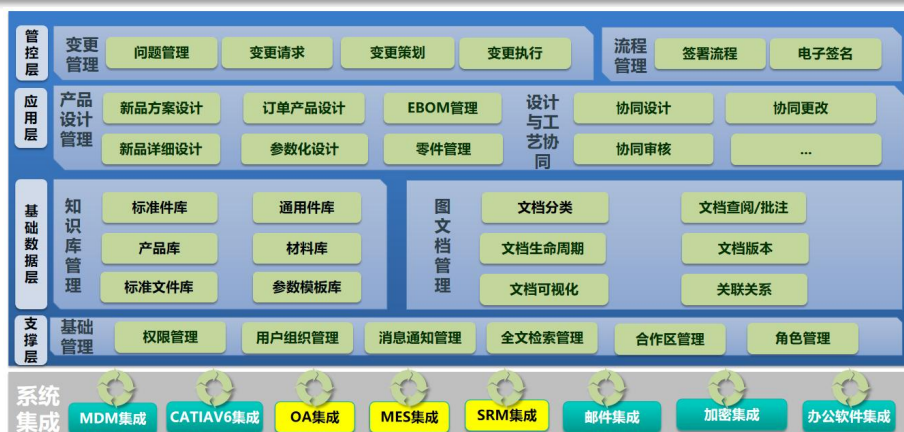 管控层
变更管理
问题管理
变更请求
变更策划
变更执行
流程管理
签署流程
电子签名
应用层
产品设计管理
新品方案设计
订单产品设计
EBOM管理
新品详细设计
参数化设计
零件管理
设计与工艺协同
协同设计
协同更改
协同审核
...
基础数据层
知识库管理
标准件库
通用件库
产品库
材料库
标准文件库
参数模板库
图文档管理
文档分类
文档查阅/批注
文档生命周期
文档版本
文档可视化
关联关系
支撑层
基础管理
权限管理
用户组织管理
消息通知管理
全文检索管理
合作区管理
角色管理
系统集成
MDM集成
CATIAV6集成
OA集成
MES集成
SRM集成
邮件集成
加密集成
办公软件集成